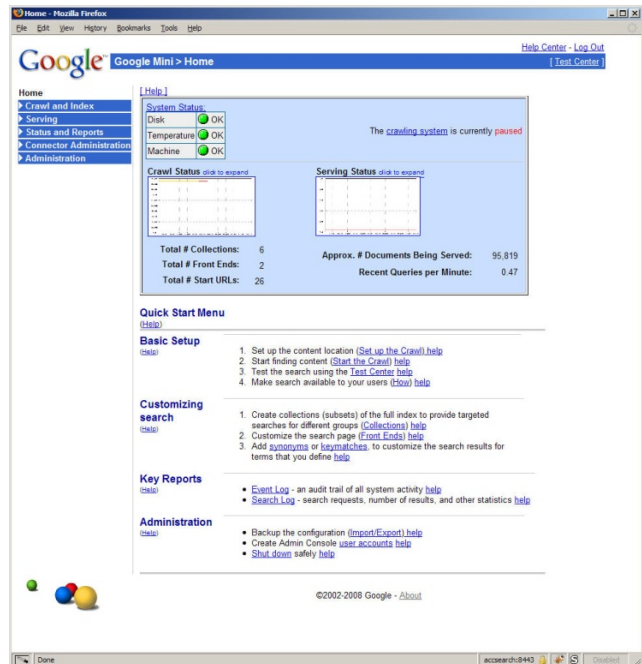 Home - Mozilla Firefox
File Edit View History Bookmarks Tools Help
Help Center - Log Out
Google™ Google Mini > Home [ Test Center ]
Home
Crawl and Index
Serving
Status and Reports
Connector Administration
Administration
[ Help ]
System Status:
Disk OK
Temperature OK
Machine OK
The crawling system is currently paused
Crawl Status click to expand
Serving Status click to expand
Total # Collections: 6
Total # Front Ends: 2
Total # Start URLs: 26
Approx. # Documents Being Served: 95,819
Recent Queries per Minute: 0.47
Quick Start Menu
(Help)
Basic Setup
(Help)
1. Set up the content location (Set up the Crawl) help
2. Start finding content (Start the Crawl) help
3. Test the search using the Test Center help
4. Make search available to your users (How) help
Customizing
search
(Help)
1. Create collections (subsets) of the full index to provide targeted
searches for different groups (Collections) help
2. Customize the search page (Front Ends) help
3. Add synonyms or keymatches, to customize the search results for
terms that you define help
Key Reports
(Help)
• Event Log - an audit trail of all system activity help
• Search Log - search requests, number of results, and other statistics help
Administration
(Help)
• Backup the configuration (Import/Export) help
• Create Admin Console user accounts help
• Shut down safely help
©2002-2008 Google - About
Done
accsearch:8443
Disabled